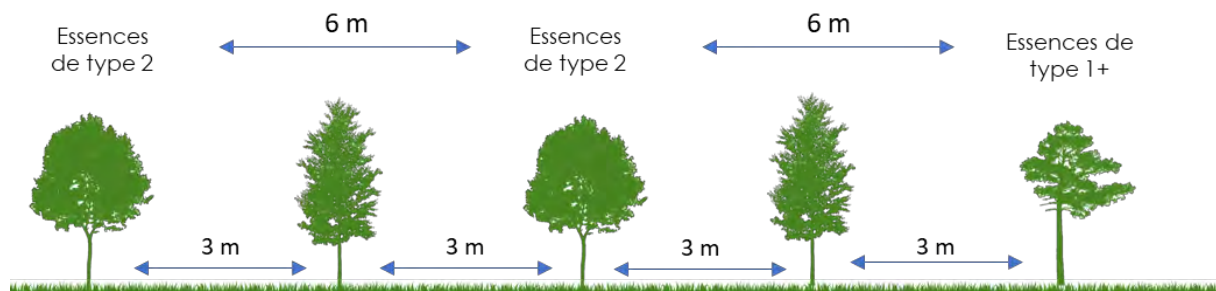 Essences
de type 2
6 m
Essences
de type 2
6 m
Essences de
type 1+
3 m
3 m
3 m
3 m